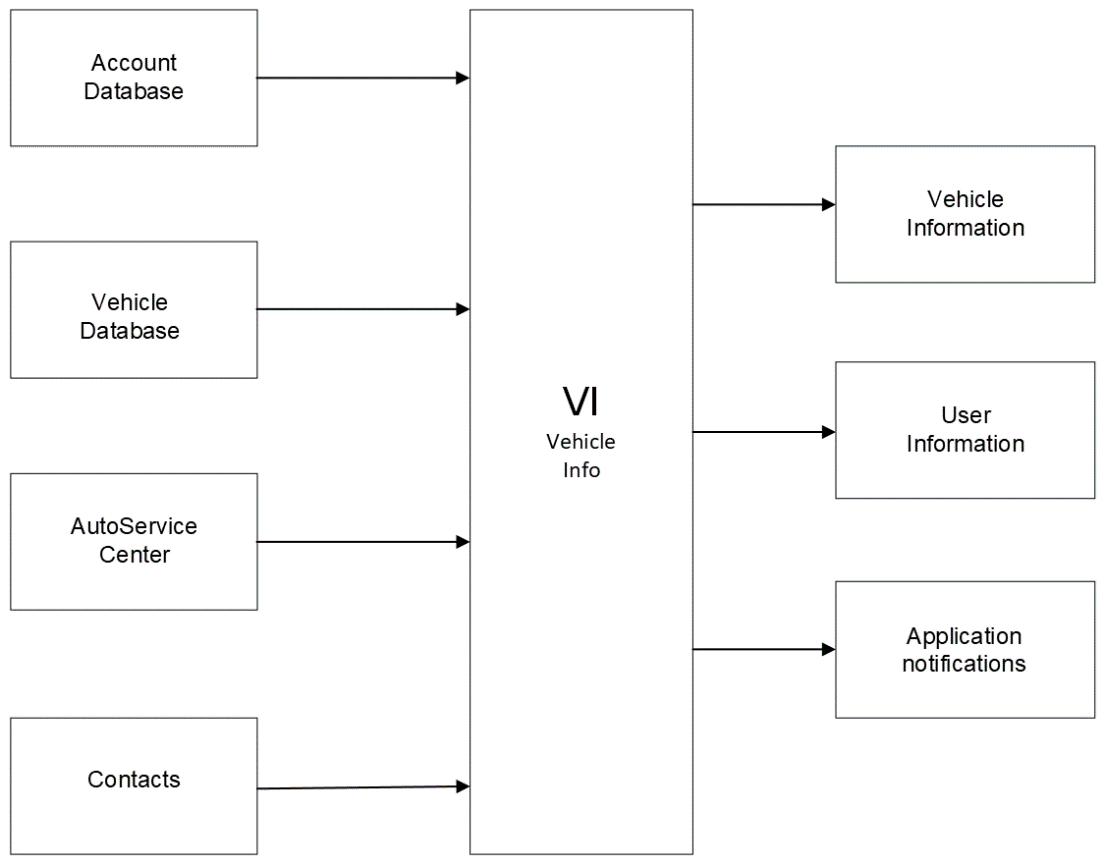 Account
Database
Vehicle
Database
AutoService
Center
Contacts
VI
Vehicle
Info
Vehicle
Information
User
Information
Application
notifications